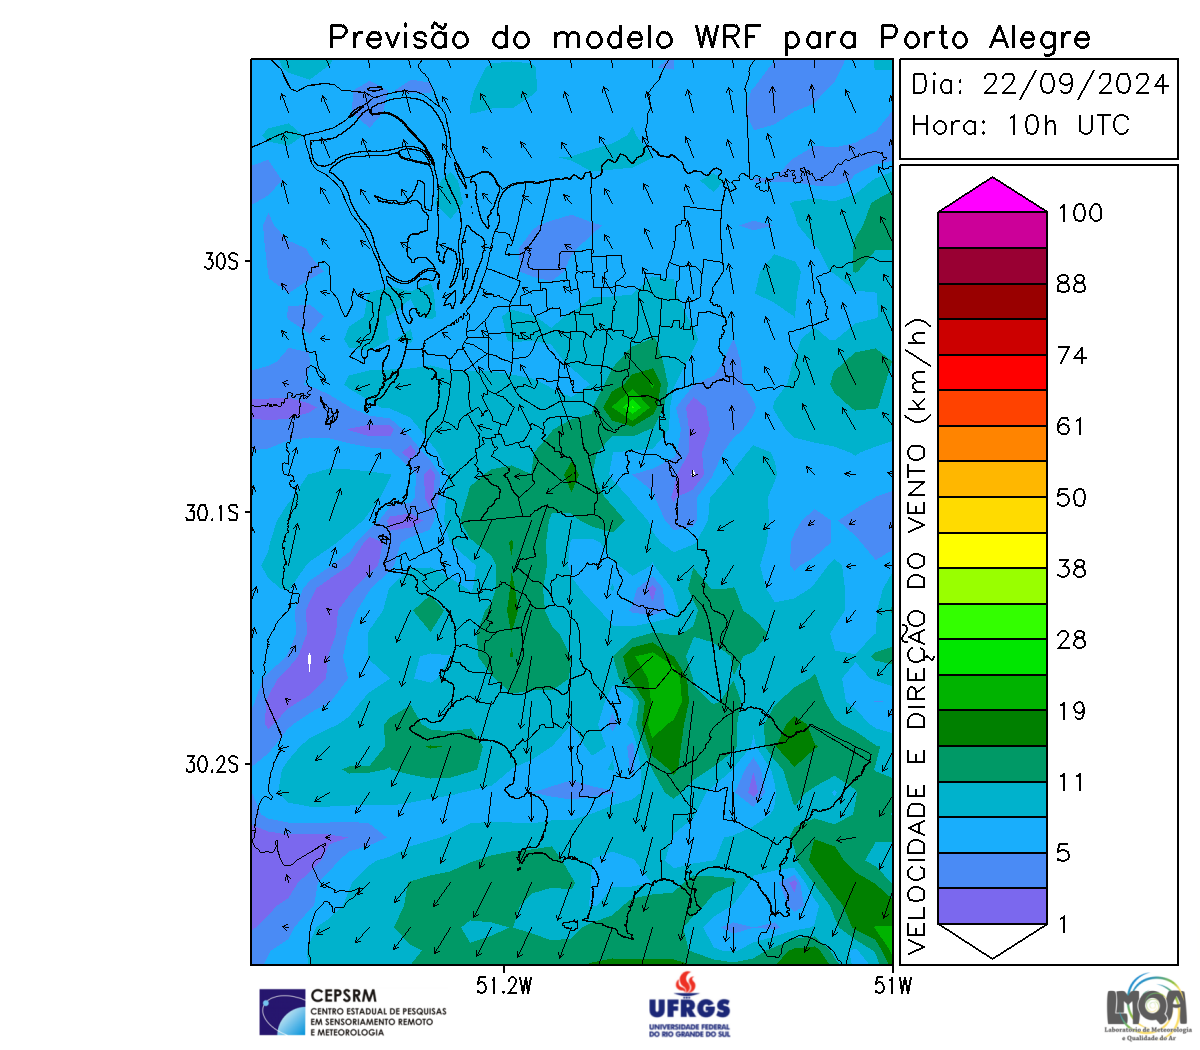 Previsão do modelo WRF para Porto Alegre
Dia: 22/09/2024
Hora: 10h UTC
30S
30.1S
30.2S
51.2W
51W
VELOCIDADE E DIREÇÃO DO VENTO (km/h)
100
88
74
61
50
38
28
19
11
5
1
CEPSRM
CENTRO ESTADUAL DE PESQUISAS
EM SENSORIAMENTO REMOTO
E METEOROLOGIA
UFRGS
UNIVERSIDADE FEDERAL
DO RIO GRANDE DO SUL
LMQA
Laboratório de Meteorologia
e Qualidade do Ar